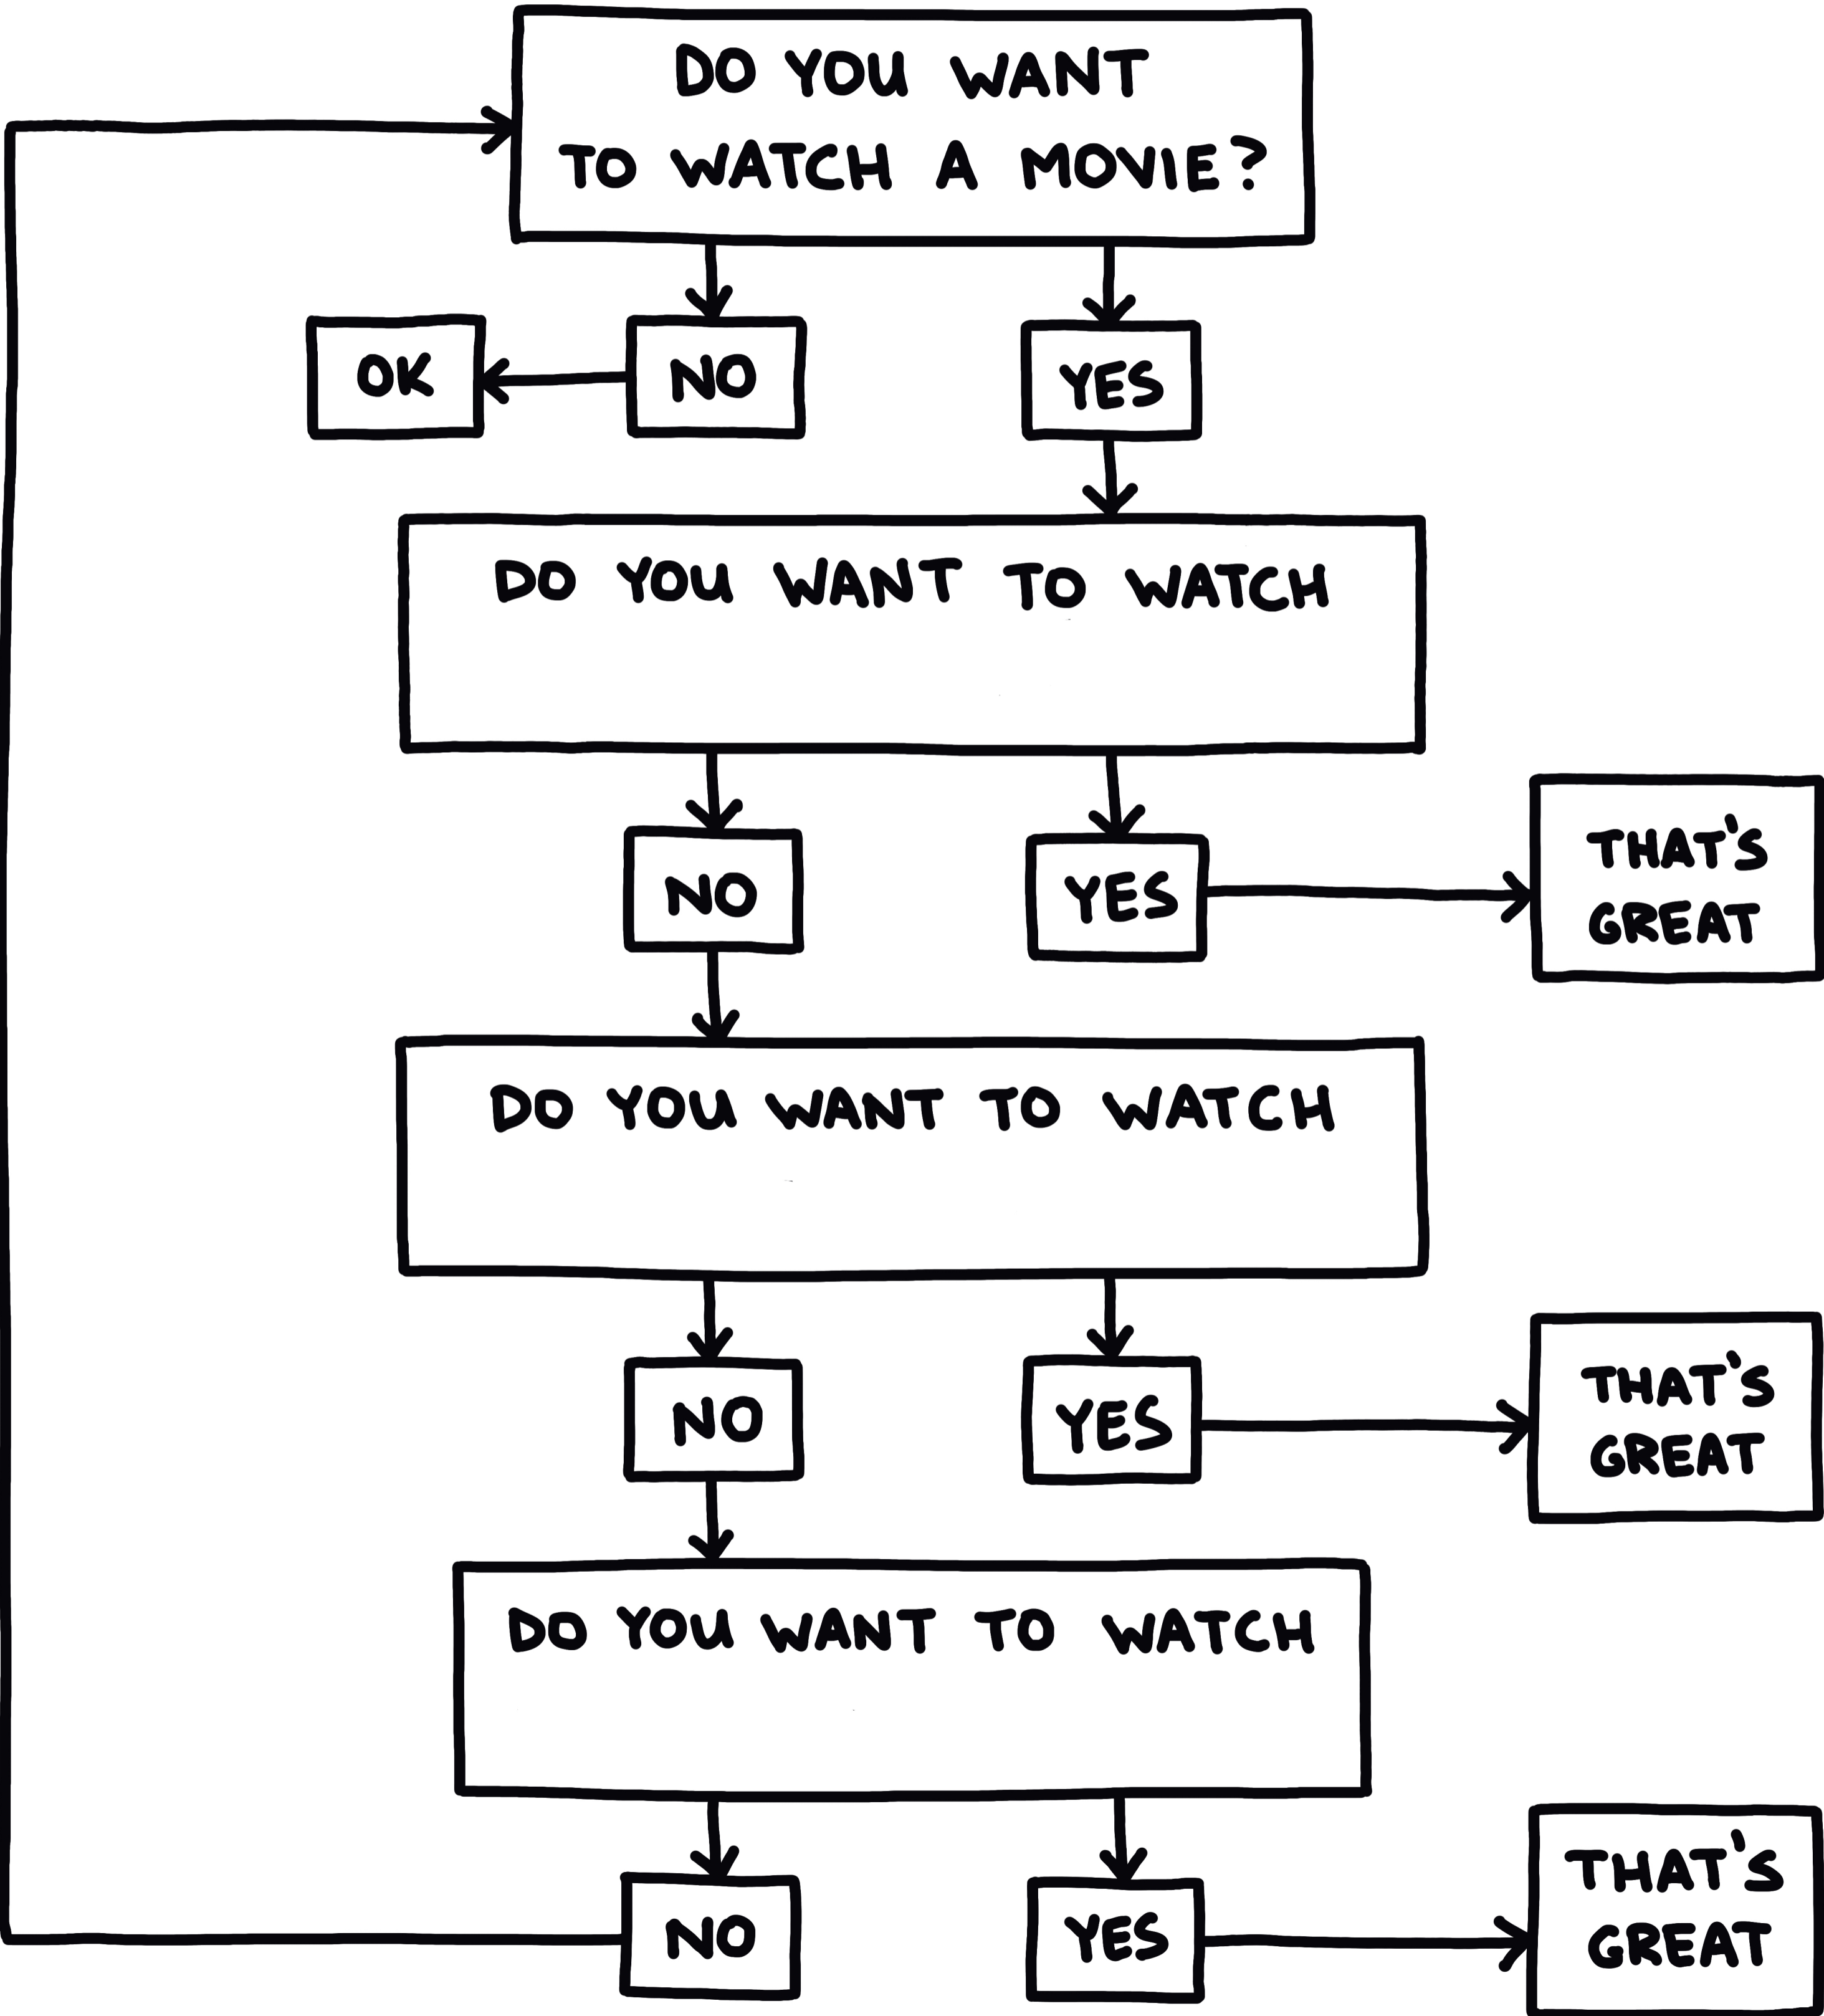 DO YOU WANT
TO WATCH A MOVIE?
OK
NO
YES
DO YOU WANT TO WATCH
NO
YES
THAT'S
GREAT
DO YOU WANT TO WATCH
NO
YES
THAT'S
GREAT
DO YOU WANT TO WATCH
NO
YES
THAT'S
GREAT